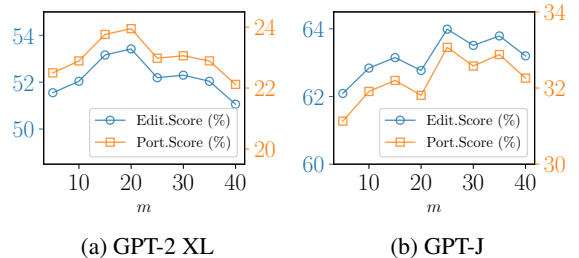 54
52
50
24
22
20
Edit.Score (%)
Port.Score (%)
10 20 30 40
m
(a) GPT-2 XL
64
62
60
34
32
30
Edit.Score (%)
Port.Score (%)
10 20 30 40
m
(b) GPT-J